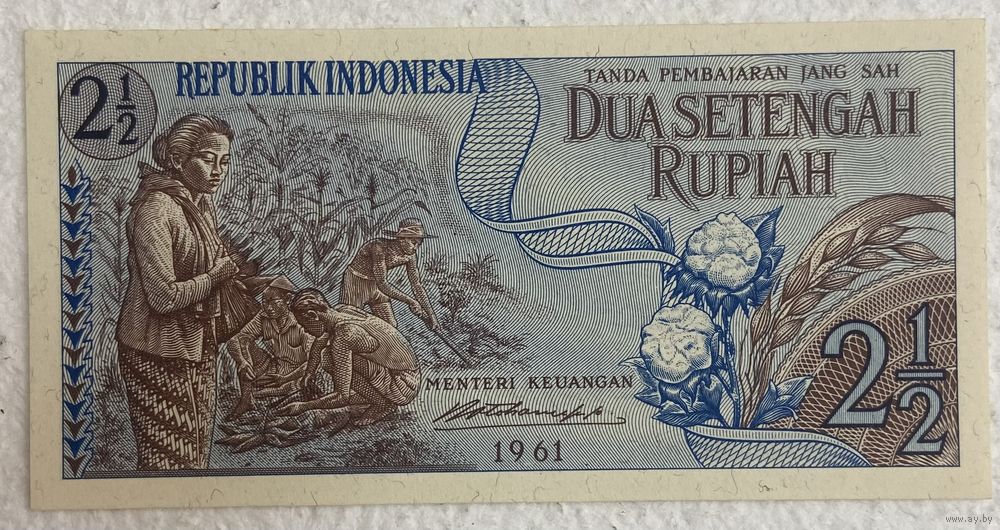 2 1/2
REPUBLIK INDONESIA
TANDA PEMBAJARAN JANG SAH
DUA SETENGAH
RUPIAH
2 1/2
MENTERI KEUANGAN
1961
www.ay.by